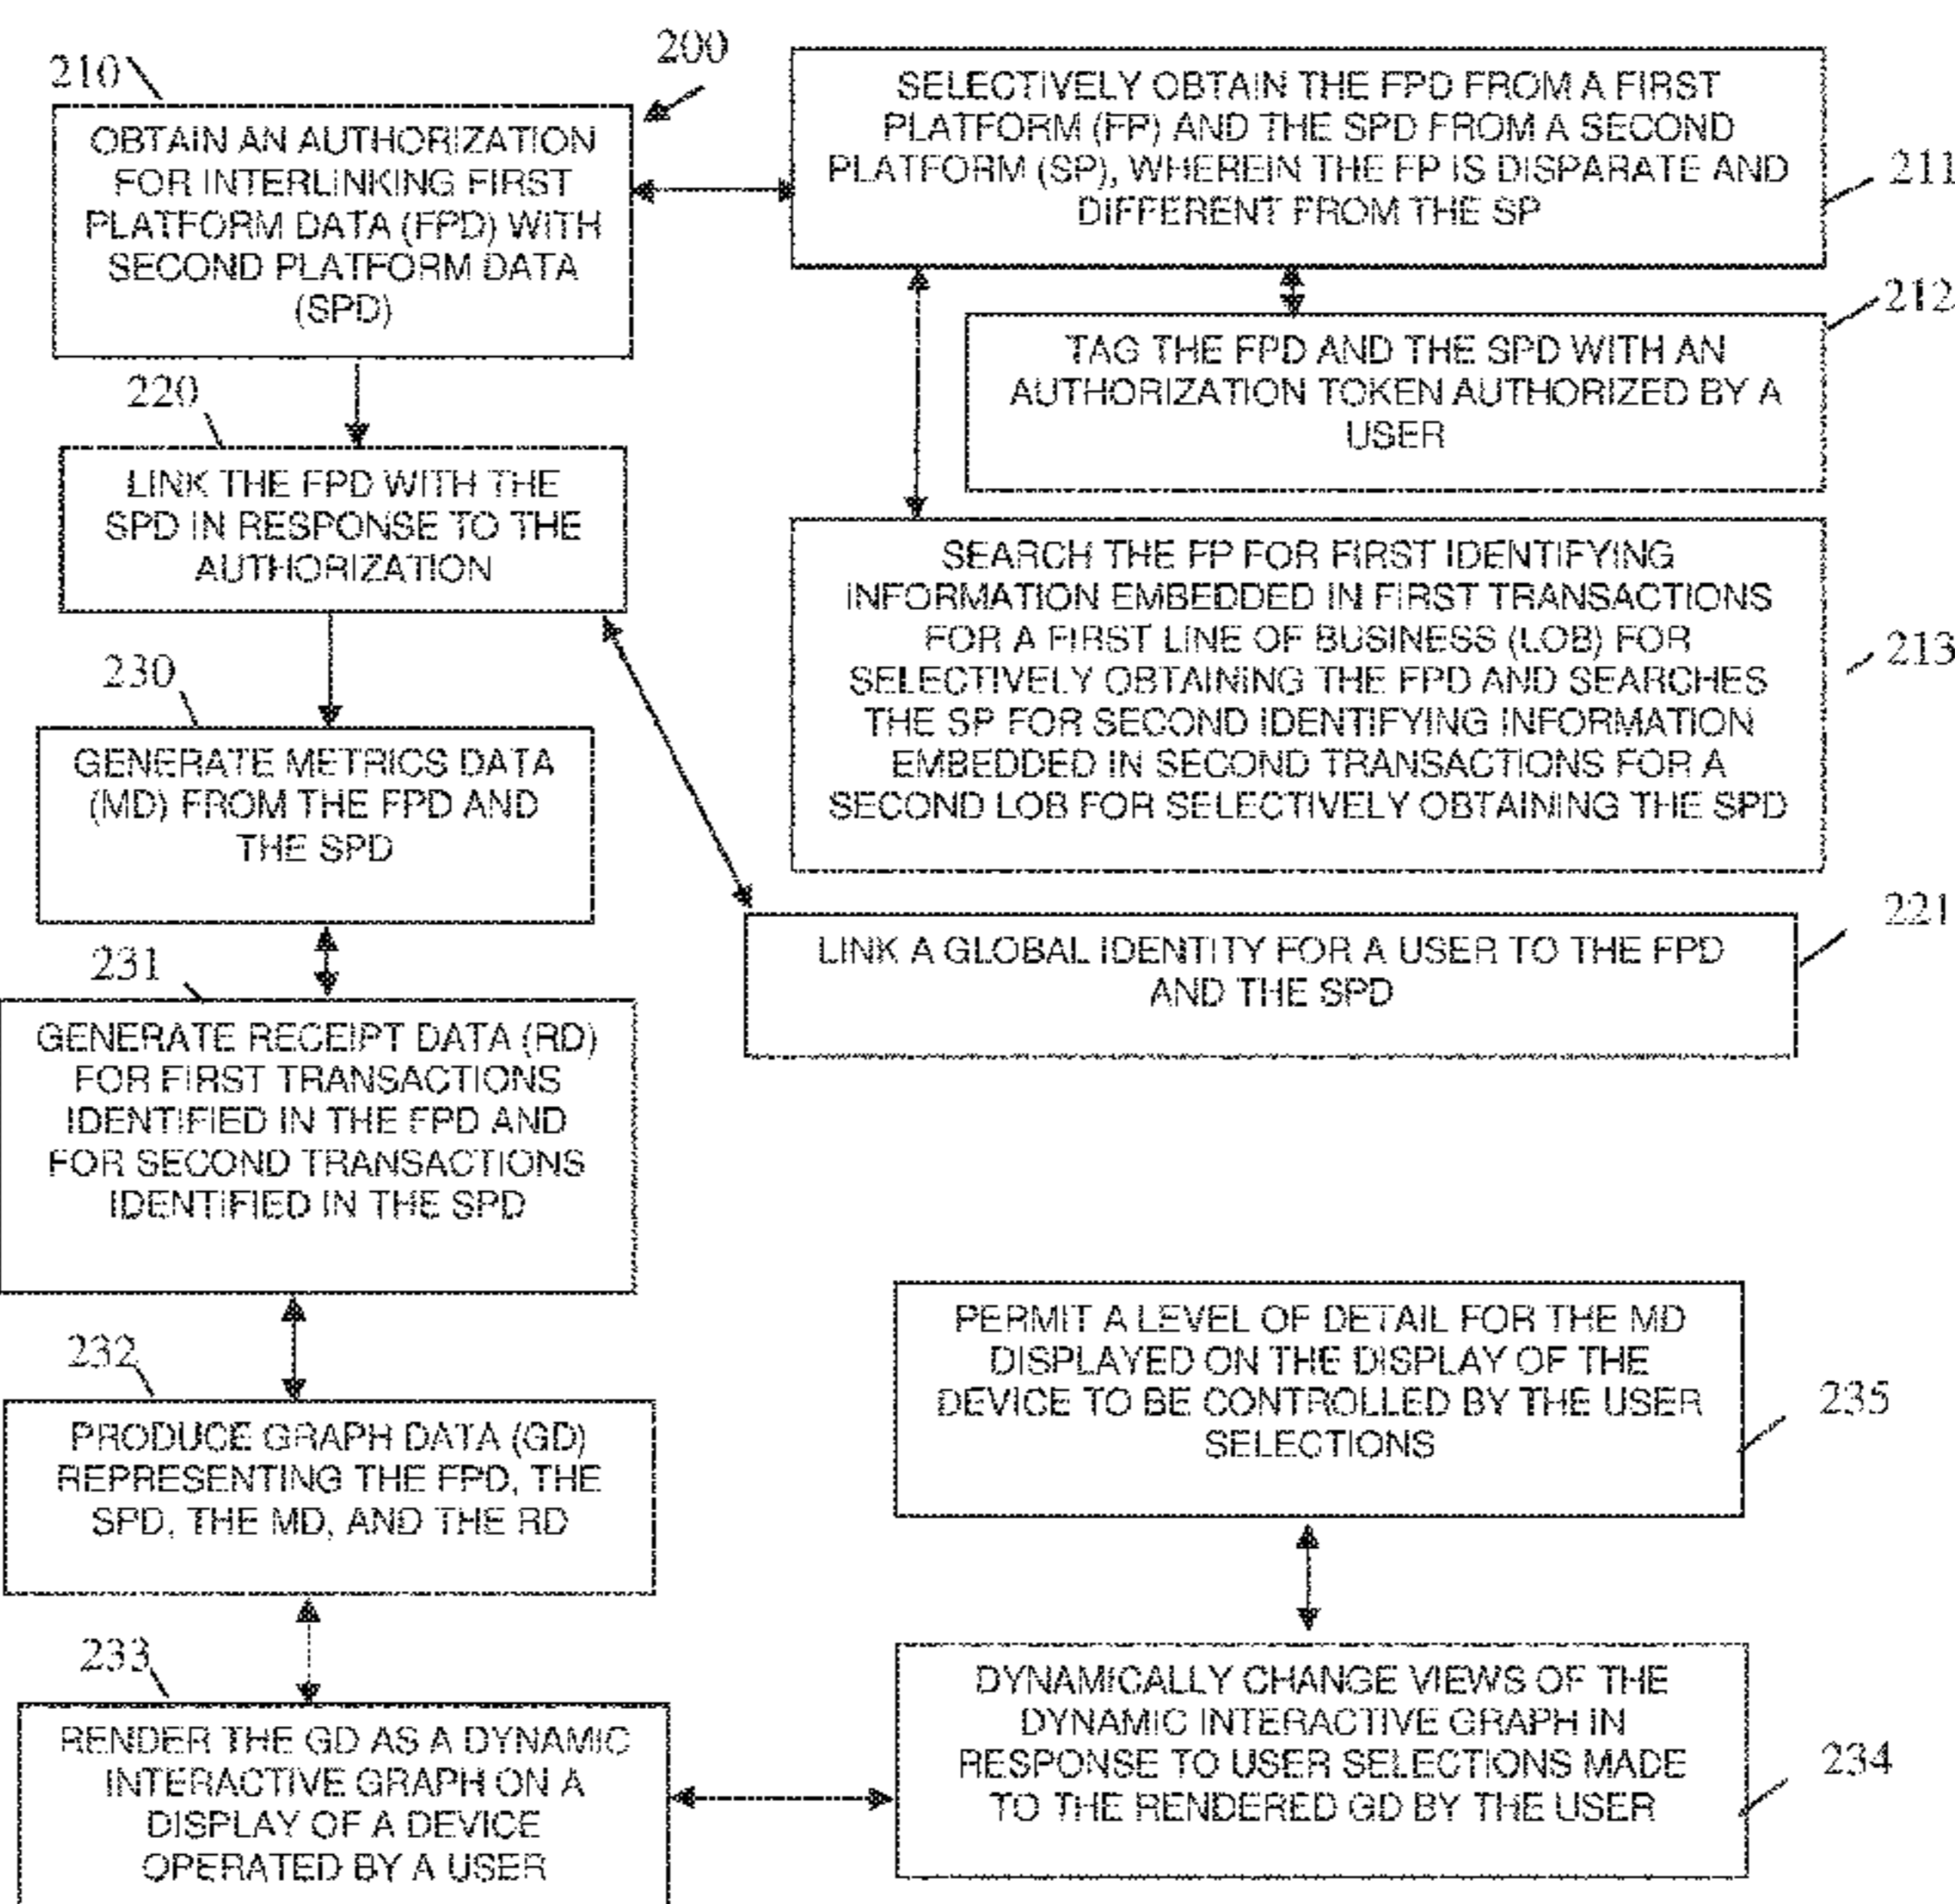 200
210
OBTAIN AN AUTHORIZATION
FOR INTERLINKING FIRST
PLATFORM DATA (FPD) WITH
SECOND PLATFORM DATA
(SPD)
SELECTIVELY OBTAIN THE FPD FROM A FIRST
PLATFORM (FP) AND THE SPD FROM A SECOND
PLATFORM (SP), WHEREIN THE FP IS DISPARATE AND
DIFFERENT FROM THE SP
211
212
TAG THE FPD AND THE SPD WITH AN
AUTHORIZATION TOKEN AUTHORIZED BY A
USER
220
LINK THE FPD WITH THE
SPD IN RESPONSE TO THE
AUTHORIZATION
SEARCH THE FP FOR FIRST IDENTIFYING
INFORMATION EMBEDDED IN FIRST TRANSACTIONS
FOR A FIRST LINE OF BUSINESS (LOB) FOR
SELECTIVELY OBTAINING THE FPD AND SEARCHES
THE SP FOR SECOND IDENTIFYING INFORMATION
EMBEDDED IN SECOND TRANSACTIONS FOR A
SECOND LOB FOR SELECTIVELY OBTAINING THE SPD
213
230
GENERATE METRICS DATA
(MD) FROM THE FPD AND
THE SPD
221
LINK A GLOBAL IDENTITY FOR A USER TO THE FPD
AND THE SPD
231
GENERATE RECEIPT DATA (RD)
FOR FIRST TRANSACTIONS
IDENTIFIED IN THE FPD AND
FOR SECOND TRANSACTIONS
IDENTIFIED IN THE SPD
232
PRODUCE GRAPH DATA (GD)
REPRESENTING THE FPD, THE
SPD, THE MD, AND THE RD
PERMIT A LEVEL OF DETAIL FOR THE MD
DISPLAYED ON THE DISPLAY OF THE
DEVICE TO BE CONTROLLED BY THE USER
SELECTIONS
235
233
RENDER THE GD AS A DYNAMIC
INTERACTIVE GRAPH ON A
DISPLAY OF A DEVICE
OPERATED BY A USER
DYNAMICALLY CHANGE VIEWS OF THE
DYNAMIC INTERACTIVE GRAPH IN
RESPONSE TO USER SELECTIONS MADE
TO THE RENDERED GD BY THE USER
234